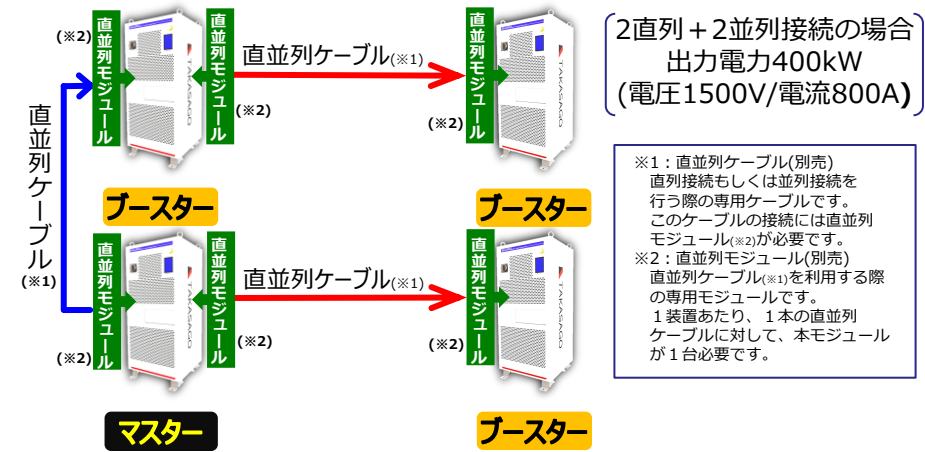 (※2)
直並列モジュール
TAKASAGO
直並列モジュール
(※2)
直並列ケーブル(※1)
(※2)
直並列モジュール
TAKASAGO
ブースター
ブースター
2直列＋2並列接続の場合
出力電力400kW
(電圧1500V/電流800A)
直並列ケーブル
(※1)
(※2)
直並列モジュール
TAKASAGO
直並列モジュール
(※2)
直並列ケーブル(※1)
(※2)
直並列モジュール
TAKASAGO
マスター
ブースター
※1：直並列ケーブル(別売)
直列接続もしくは並列接続を
行う際の専用ケーブルです。
このケーブルの接続には直並列
モジュール(※2)が必要です。
※2：直並列モジュール(別売)
直並列ケーブル(※1)を利用する際
の専用モジュールです。
１装置あたり、１本の直並列
ケーブルに対して、本モジュール
が１台必要です。